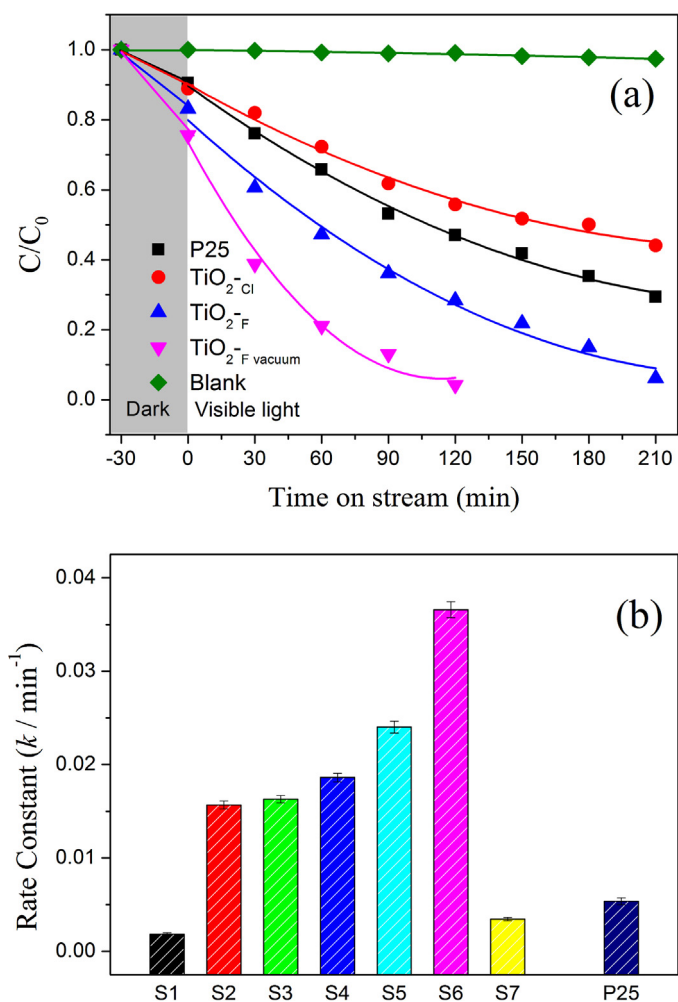 (a)
C/C0
1.0
0.8
0.6
0.4
0.2
0.0
P25
TiO2-Cl
TiO2-F
TiO2-F vacuum
Blank
Dark Visible light
-30 0 30 60 90 120 150 180 210
Time on stream (min)
(b)
Rate Constant (k / min-1)
0.04
0.03
0.02
0.01
0.00
S1 S2 S3 S4 S5 S6 S7 P25